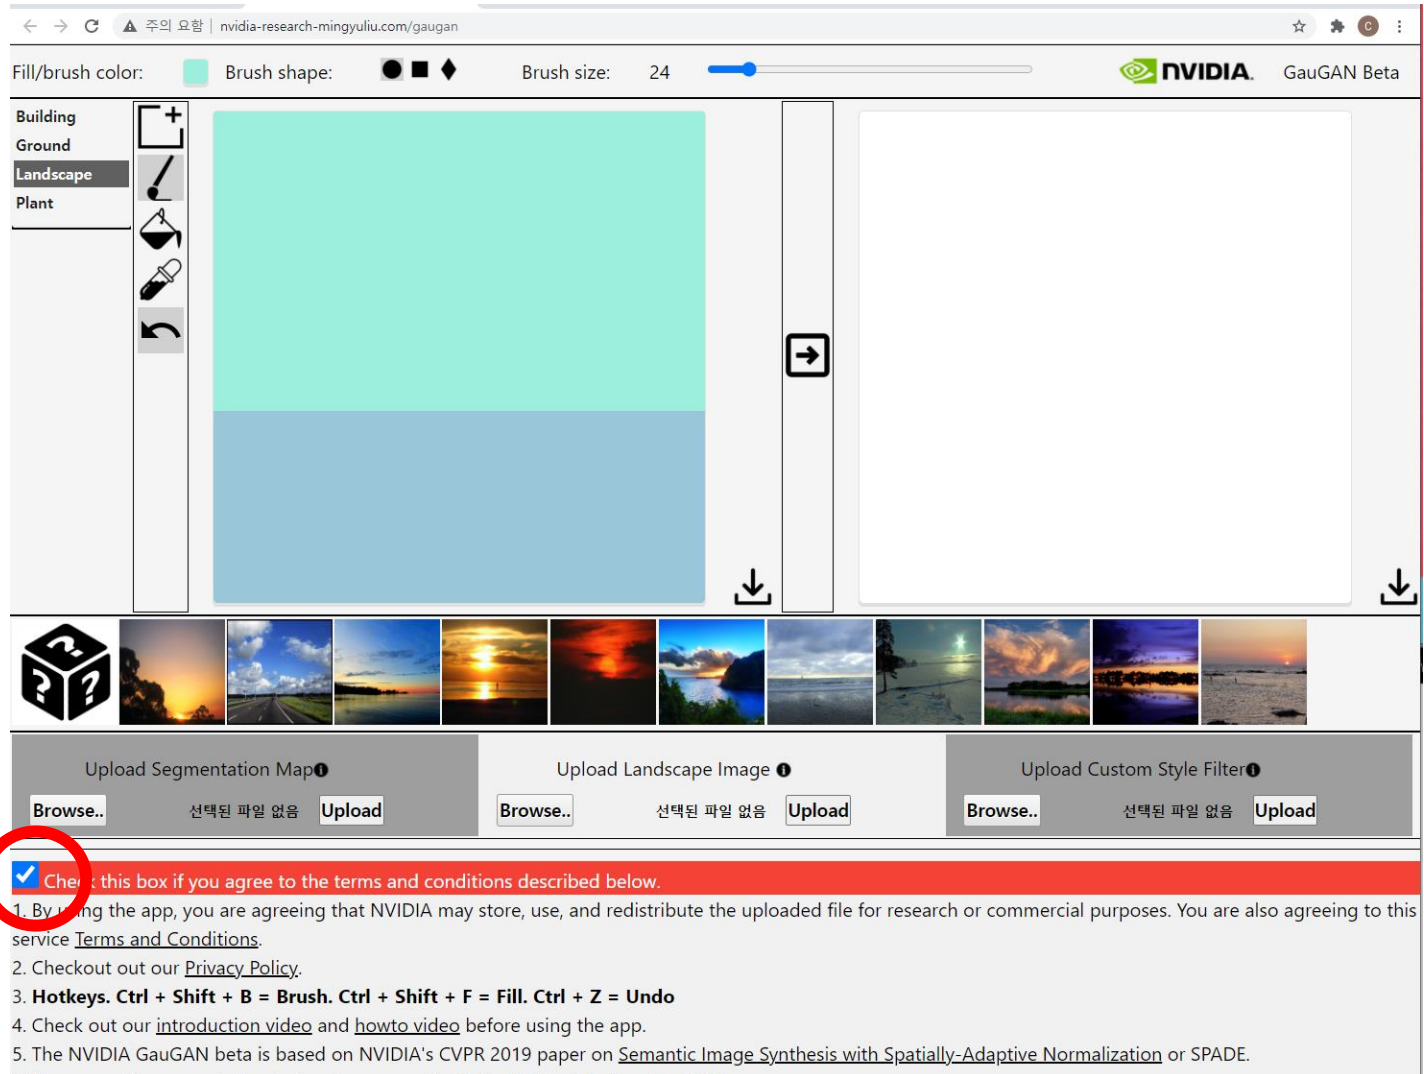 주의 요함 | nvidia-research-mingyuliu.com/gaugan
C
Fill/brush color: Brush shape: Brush size: 24 NVIDIA. GauGAN Beta
Building
Ground
Landscape
Plant
Upload Segmentation Map Upload Landscape Image Upload Custom Style Filter
Browse.. 선택된 파일 없음 Upload Browse.. 선택된 파일 없음 Upload Browse.. 선택된 파일 없음 Upload
Check this box if you agree to the terms and conditions described below.
1. By using the app, you are agreeing that NVIDIA may store, use, and redistribute the uploaded file for research or commercial purposes. You are also agreeing to this
service Terms and Conditions.
2. Checkout out our Privacy Policy.
3. Hotkeys. Ctrl + Shift + B = Brush. Ctrl + Shift + F = Fill. Ctrl + Z = Undo
4. Check out our introduction video and howto video before using the app.
5. The NVIDIA GauGAN beta is based on NVIDIA's CVPR 2019 paper on Semantic Image Synthesis with Spatially-Adaptive Normalization or SPADE.